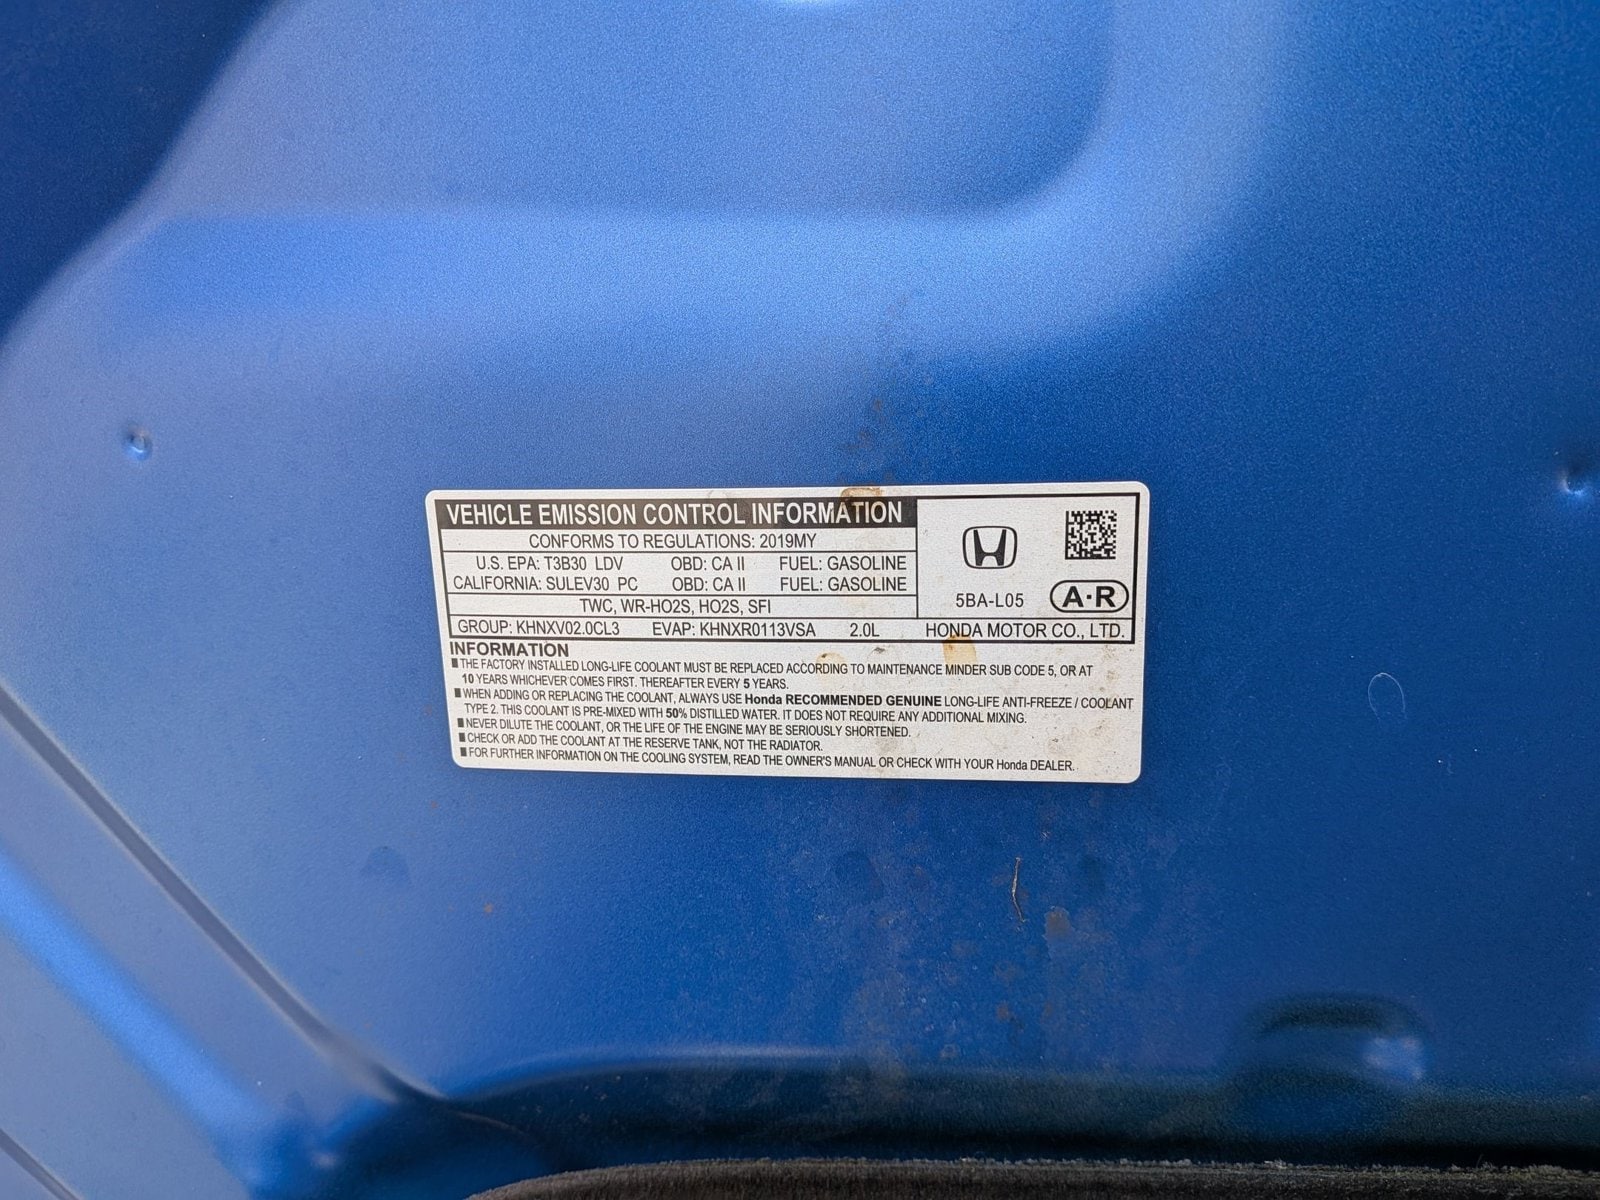 VEHICLE EMISSION CONTROL INFORMATION
CONFORMS TO REGULATIONS: 2019MY
U.S. EPA: T3B30 LDV OBD: CA II FUEL: GASOLINE
CALIFORNIA: SULEV30 PC OBD: CA II FUEL: GASOLINE
TWC, WR-HO2S, HO2S, SFI
5BA-L05 A·R
GROUP: KHNXV02.0CL3 EVAP: KHNXR0113VSA 2.0L HONDA MOTOR CO., LTD.
INFORMATION
■ THE FACTORY INSTALLED LONG-LIFE COOLANT MUST BE REPLACED ACCORDING TO MAINTENANCE MINDER SUB CODE 5, OR AT
10 YEARS WHICHEVER COMES FIRST. THEREAFTER EVERY 5 YEARS.
■ WHEN ADDING OR REPLACING THE COOLANT, ALWAYS USE Honda RECOMMENDED GENUINE LONG-LIFE ANTI-FREEZE / COOLANT
TYPE 2. THIS COOLANT IS PRE-MIXED WITH 50% DISTILLED WATER. IT DOES NOT REQUIRE ANY ADDITIONAL MIXING.
■ NEVER DILUTE THE COOLANT, OR THE LIFE OF THE ENGINE MAY BE SERIOUSLY SHORTENED.
■ CHECK OR ADD THE COOLANT AT THE RESERVE TANK, NOT THE RADIATOR.
■ FOR FURTHER INFORMATION ON THE COOLING SYSTEM, READ THE OWNER'S MANUAL OR CHECK WITH YOUR Honda DEALER.